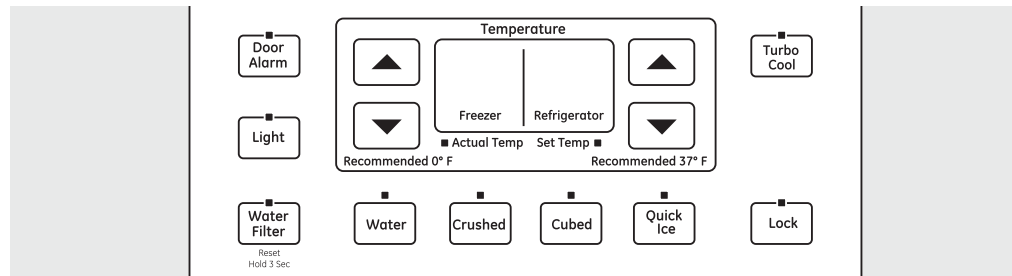 Temperature
Door
Alarm
Turbo
Cool
Freezer
Refrigerator
Light
Actual Temp
Set Temp
Recommended 0° F
Recommended 37° F
Water
Filter
Reset
Hold 3 Sec
Water
Crushed
Cubed
Quick
Ice
Lock